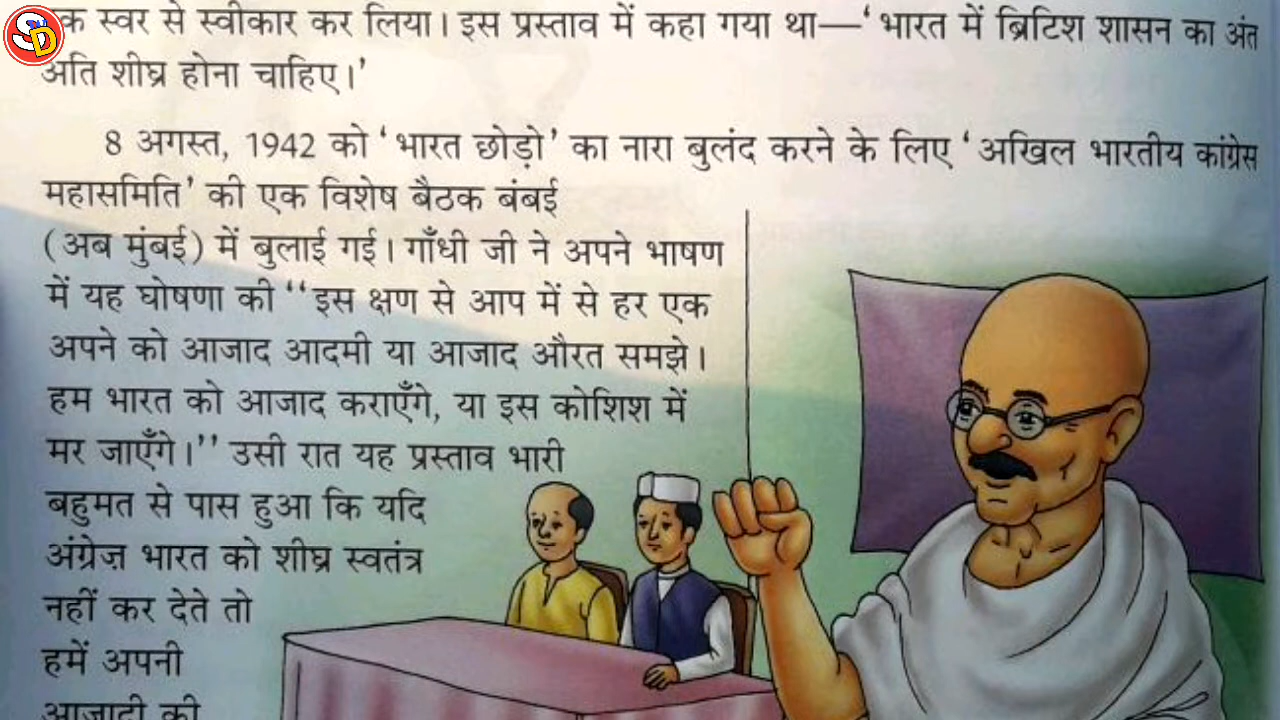 SD
एक स्वर से स्वीकार कर लिया। इस प्रस्ताव में कहा गया था—‘भारत में ब्रिटिश शासन का अंत
अति शीघ्र होना चाहिए।’
8 अगस्त, 1942 को ‘भारत छोड़ो’ का नारा बुलंद करने के लिए ‘अखिल भारतीय कांग्रेस
महासमिति’ की एक विशेष बैठक बंबई
(अब मुंबई) में बुलाई गई। गाँधी जी ने अपने भाषण
में यह घोषणा की “इस क्षण से आप में से हर एक
अपने को आजाद आदमी या आजाद औरत समझे।
हम भारत को आजाद कराएँगे, या इस कोशिश में
मर जाएँगे।” उसी रात यह प्रस्ताव भारी
बहुमत से पास हुआ कि यदि
अंग्रेज़ भारत को शीघ्र स्वतंत्र
नहीं कर देते तो
हमें अपनी
आजादी की